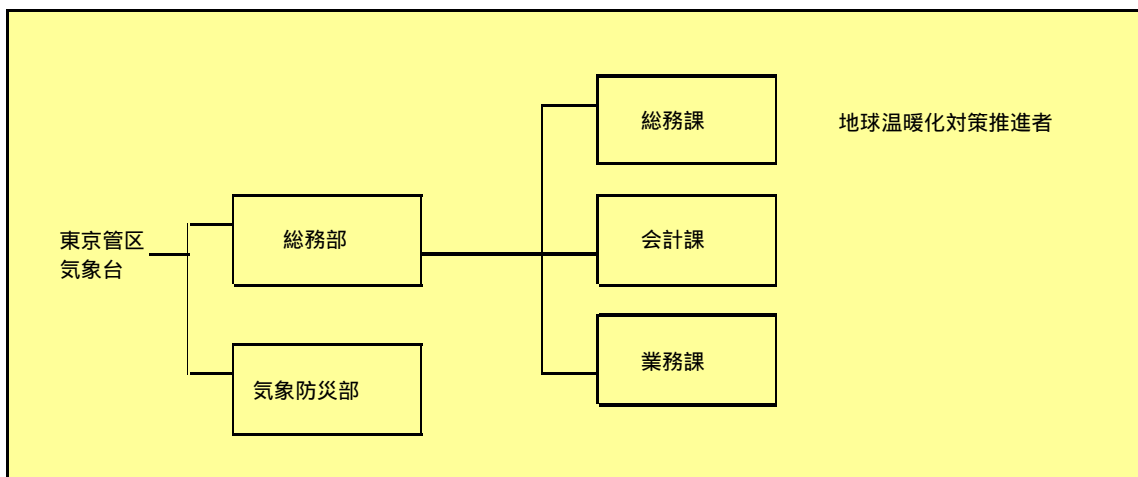 東京管区
気象台
総務部
気象防災部
総務課
会計課
業務課
地球温暖化対策推進者